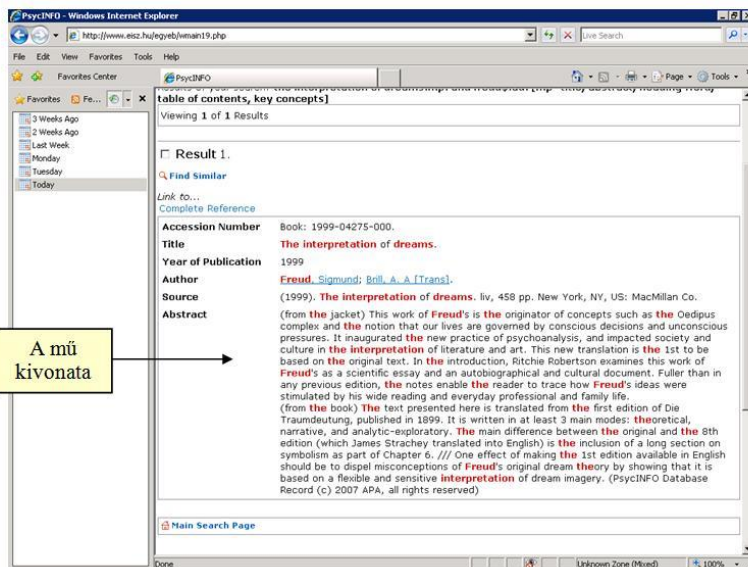 PsycINFO - Windows Internet Explorer
http://www.eisz.hu/egyeb/wmain19.php
Live Search
File Edit View Favorites Tools Help
Favorites Center
PsycINFO
Page
Tools
Favorites
Fe...
3 Weeks Ago
2 Weeks Ago
Last Week
Monday
Tuesday
Today
table of contents, key concepts]
Viewing 1 of 1 Results
Result 1.
Find Similar
Link to...
Complete Reference
Accession Number Book: 1999-04275-000.
Title The interpretation of dreams.
Year of Publication 1999
Author Freud, Sigmund; Brill, A. A [Trans].
Source (1999). The interpretation of dreams. liv, 458 pp. New York, NY, US: MacMillan Co.
Abstract (from the jacket) This work of Freud's is the originator of concepts such as the Oedipus
complex and the notion that our lives are governed by conscious decisions and unconscious
pressures. It inaugurated the new practice of psychoanalysis, and impacted society and
culture in the interpretation of literature and art. This new translation is the 1st to be
based on the original text. In the introduction, Ritchie Robertson examines this work of
Freud's as a scientific essay and an autobiographical and cultural document. Fuller than in
any previous edition, the notes enable the reader to trace how Freud's ideas were
stimulated by his wide reading and everyday professional and family life.
(from the book) The text presented here is translated from the first edition of Die
Traumdeutung, published in 1899. It is written in at least 3 main modes: theoretical,
narrative, and analytic-exploratory. The main difference between the original and the 8th
edition (which James Strachey translated into English) is the inclusion of a long section on
symbolism as part of Chapter 6. /// One effect of making the 1st edition available in English
should be to dispel misconceptions of Freud's original dream theory by showing that it is
based on a flexible and sensitive interpretation of dream imagery. (PsycINFO Database
Record (c) 2007 APA, all rights reserved)
A mű
kivonata
Main Search Page
Done
Unknown Zone (Mixed)
100%